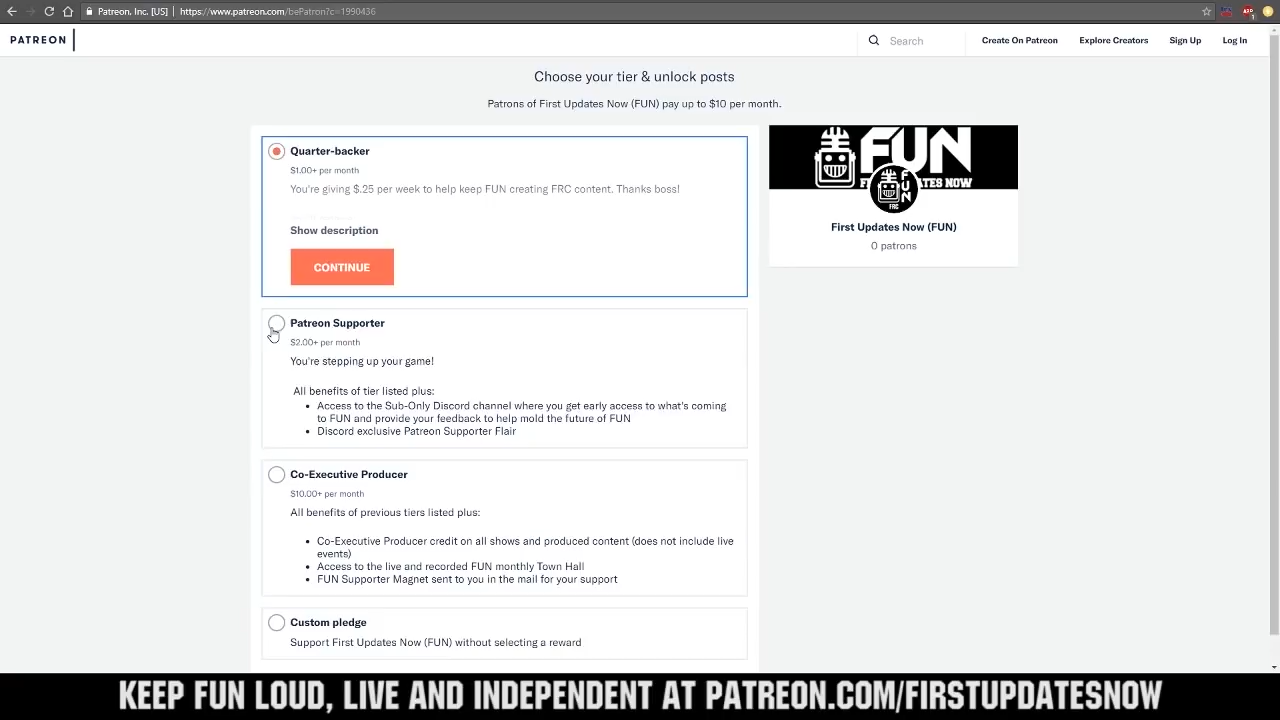 Patreon, Inc. [US] | https://www.patreon.com/bePatron?c=1990436
PATREON
Search
Create On Patreon
Explore Creators
Sign Up
Log In
Choose your tier & unlock posts
Patrons of First Updates Now (FUN) pay up to $10 per month.
Quarter-backer
$1.00+ per month
You're giving $.25 per week to help keep FUN creating FRC content. Thanks boss!
Show description
CONTINUE
Patreon Supporter
$2.00+ per month
You're stepping up your game!
All benefits of tier listed plus:
• Access to the Sub-Only Discord channel where you get early access to what's coming
to FUN and provide your feedback to help mold the future of FUN
• Discord exclusive Patreon Supporter Flair
Co-Executive Producer
$10.00+ per month
All benefits of previous tiers listed plus:
• Co-Executive Producer credit on all shows and produced content (does not include live
events)
• Access to the live and recorded FUN monthly Town Hall
• FUN Supporter Magnet sent to you in the mail for your support
Custom pledge
Support First Updates Now (FUN) without selecting a reward
FUN
ATES NOW
FUN
FRC
First Updates Now (FUN)
0 patrons
KEEP FUN LOUD, LIVE AND INDEPENDENT AT PATREON.COM/FIRSTUPDATESNOW